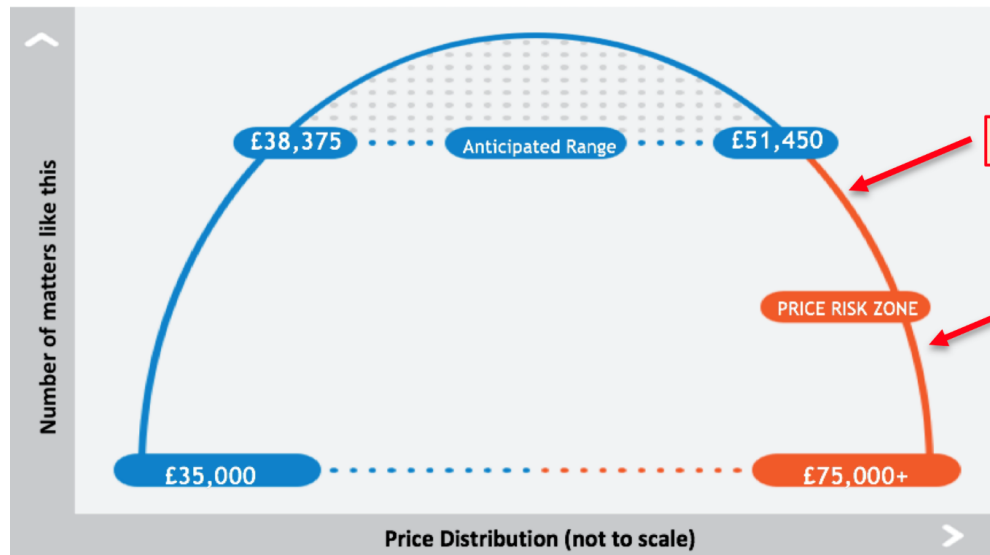 £38,375
Anticipated Range
£51,450
PRICE RISK ZONE
£35,000
£75,000+
Number of matters like this
Price Distribution (not to scale)